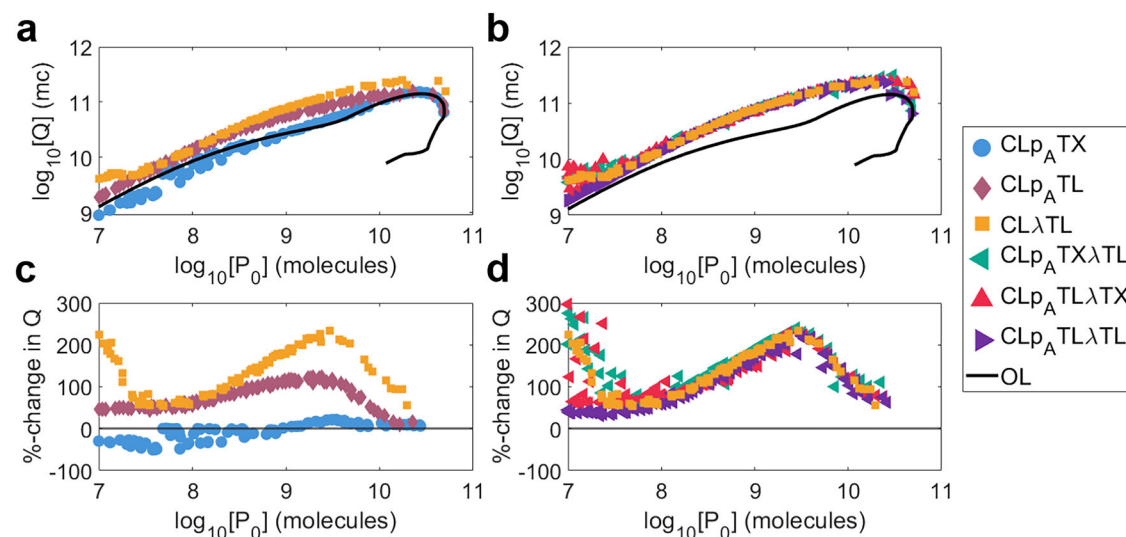 a
12
11
10
9
log10[Q] (mc)
7 8 9 10 11
log10[P0] (molecules)
b
12
11
10
9
log10[Q] (mc)
7 8 9 10 11
log10[P0] (molecules)
c
300
200
100
0
-100
%-change in Q
7 8 9 10 11
log10[P0] (molecules)
d
300
200
100
0
-100
%-change in Q
7 8 9 10 11
log10[P0] (molecules)
CLpATX
CLpATL
CLλTL
CLpATXλTL
CLpATLλTX
CLpATLλTL
OL